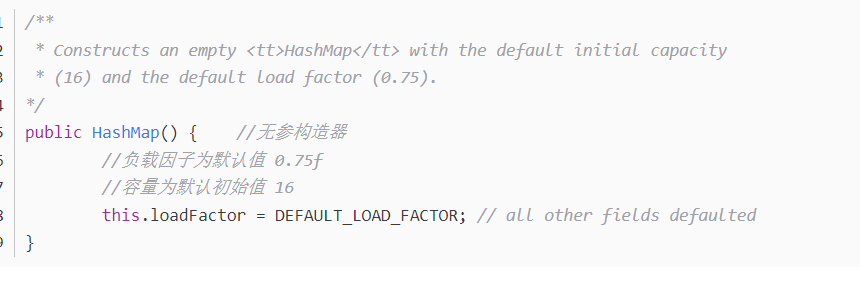 1 /**
2  * Constructs an empty <tt>HashMap</tt> with the default initial capacity
3  * (16) and the default load factor (0.75).
4 */
5 public HashMap() {    //无参构造器
6         //负载因子为默认值 0.75f
7         //容量为默认初始值 16
8         this.loadFactor = DEFAULT_LOAD_FACTOR; // all other fields defaulted
9 }